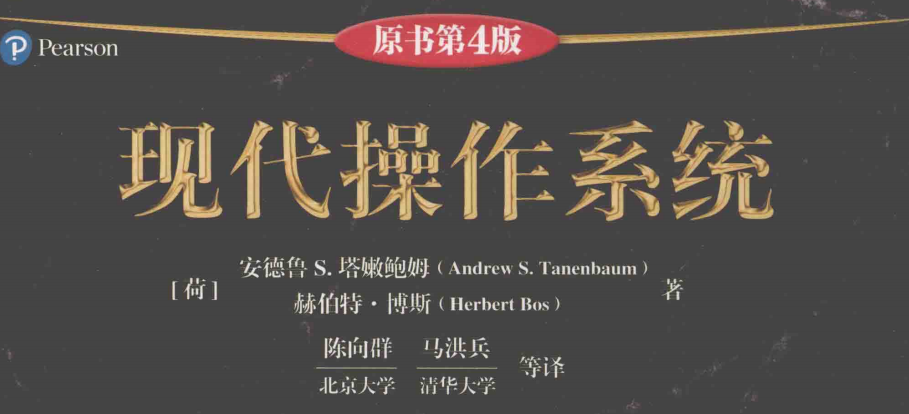 原书第4版
Pearson
现代操作系统
安德鲁 S. 塔嫩鲍姆（Andrew S. Tanenbaum）
[荷] 著
赫伯特·博斯（Herbert Bos）
陈向群 马洪兵 等译
北京大学 清华大学